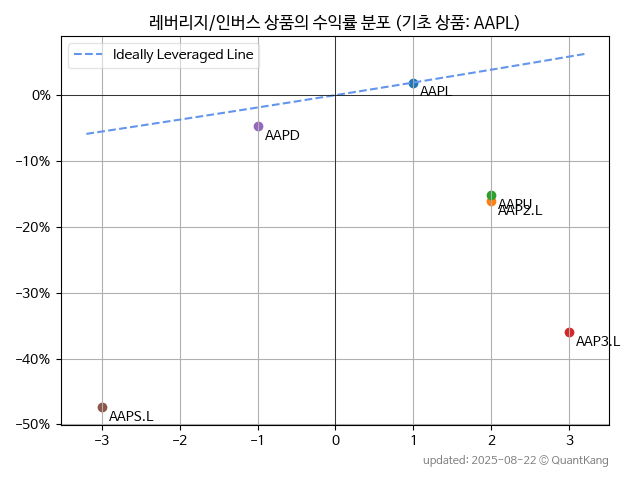 레버리지/인버스 상품의 수익률 분포 (기초 상품: AAPL)
Ideally Leveraged Line
0%
−10%
−20%
−30%
−40%
−50%
AAPL
AAPD
AAPU
AAP2.L
AAP3.L
AAPS.L
−3 −2 −1 0 1 2 3
updated: 2025-08-22 © QuantKang